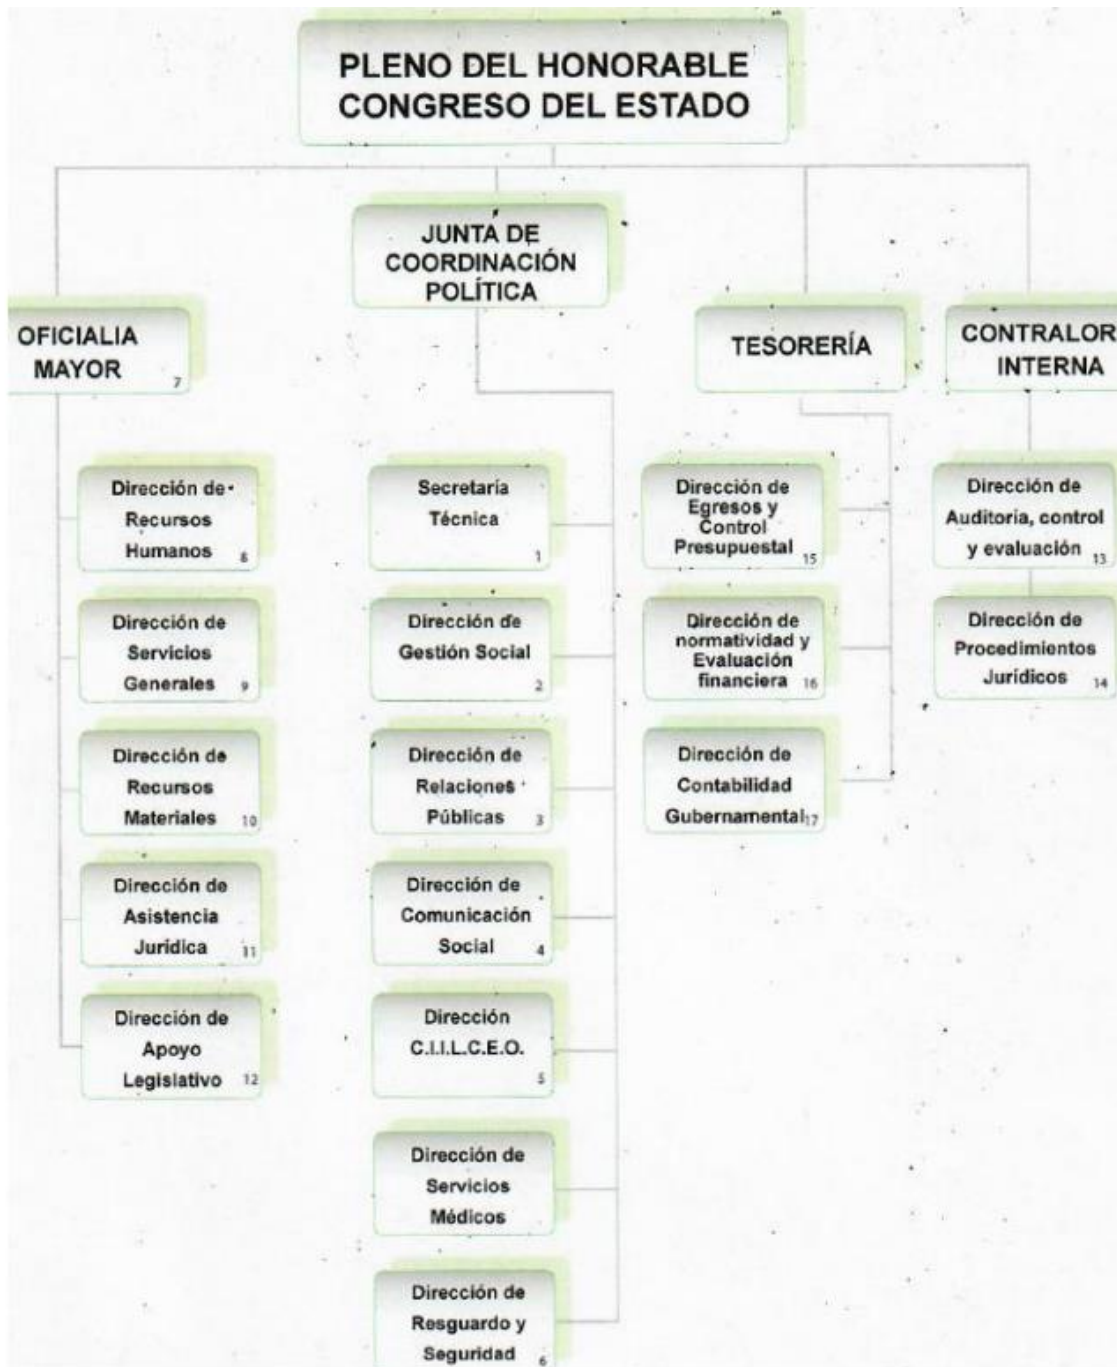 PLENO DEL HONORABLE
CONGRESO DEL ESTADO
JUNTA DE
COORDINACIÓN
POLÍTICA
OFICIALIA
MAYOR
7
TESORERÍA
CONTRALOR
INTERNA
Dirección de
Recursos
Humanos
8
Dirección de
Servicios
Generales
9
Dirección de
Recursos
Materiales
10
Dirección de
Asistencia
Jurídica
11
Dirección de
Apoyo
Legislativo
12
Secretaría
Técnica
1
Dirección de
Gestión Social
2
Dirección de
Relaciones
Públicas
3
Dirección de
Comunicación
Social
4
Dirección
C.I.I.L.C.E.O.
5
Dirección de
Servicios
Médicos
Dirección de
Resguardo y
Seguridad
6
Dirección de
Egresos y
Control
Presupuestal
15
Dirección de
normatividad y
Evaluación
financiera
16
Dirección de
Contabilidad
Gubernamental
17
Dirección de
Auditoria, control
y evaluación
13
Dirección de
Procedimientos
Jurídicos
14